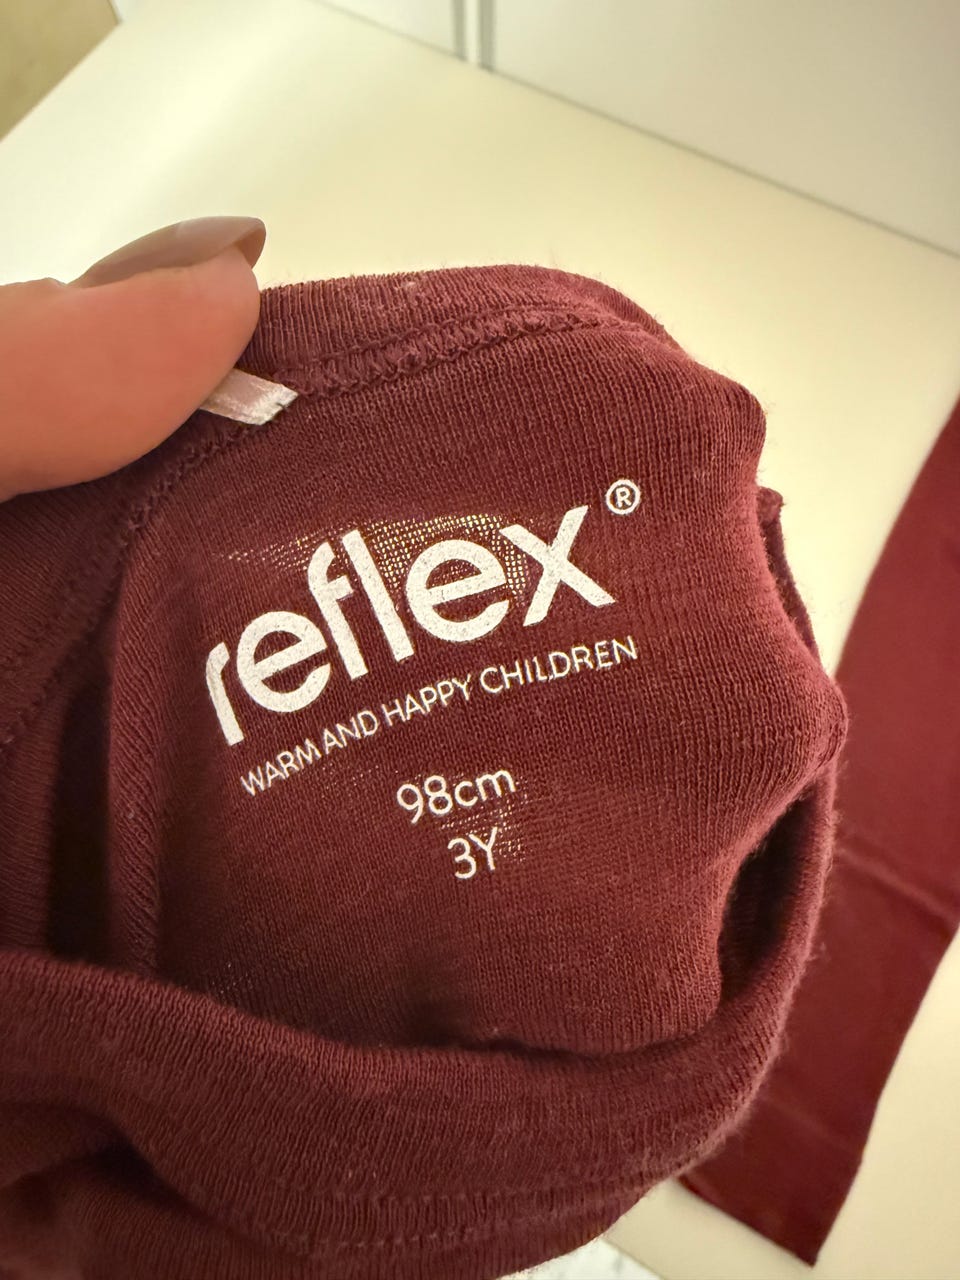 reflex®
WARM AND HAPPY CHILDREN
98cm
3Y